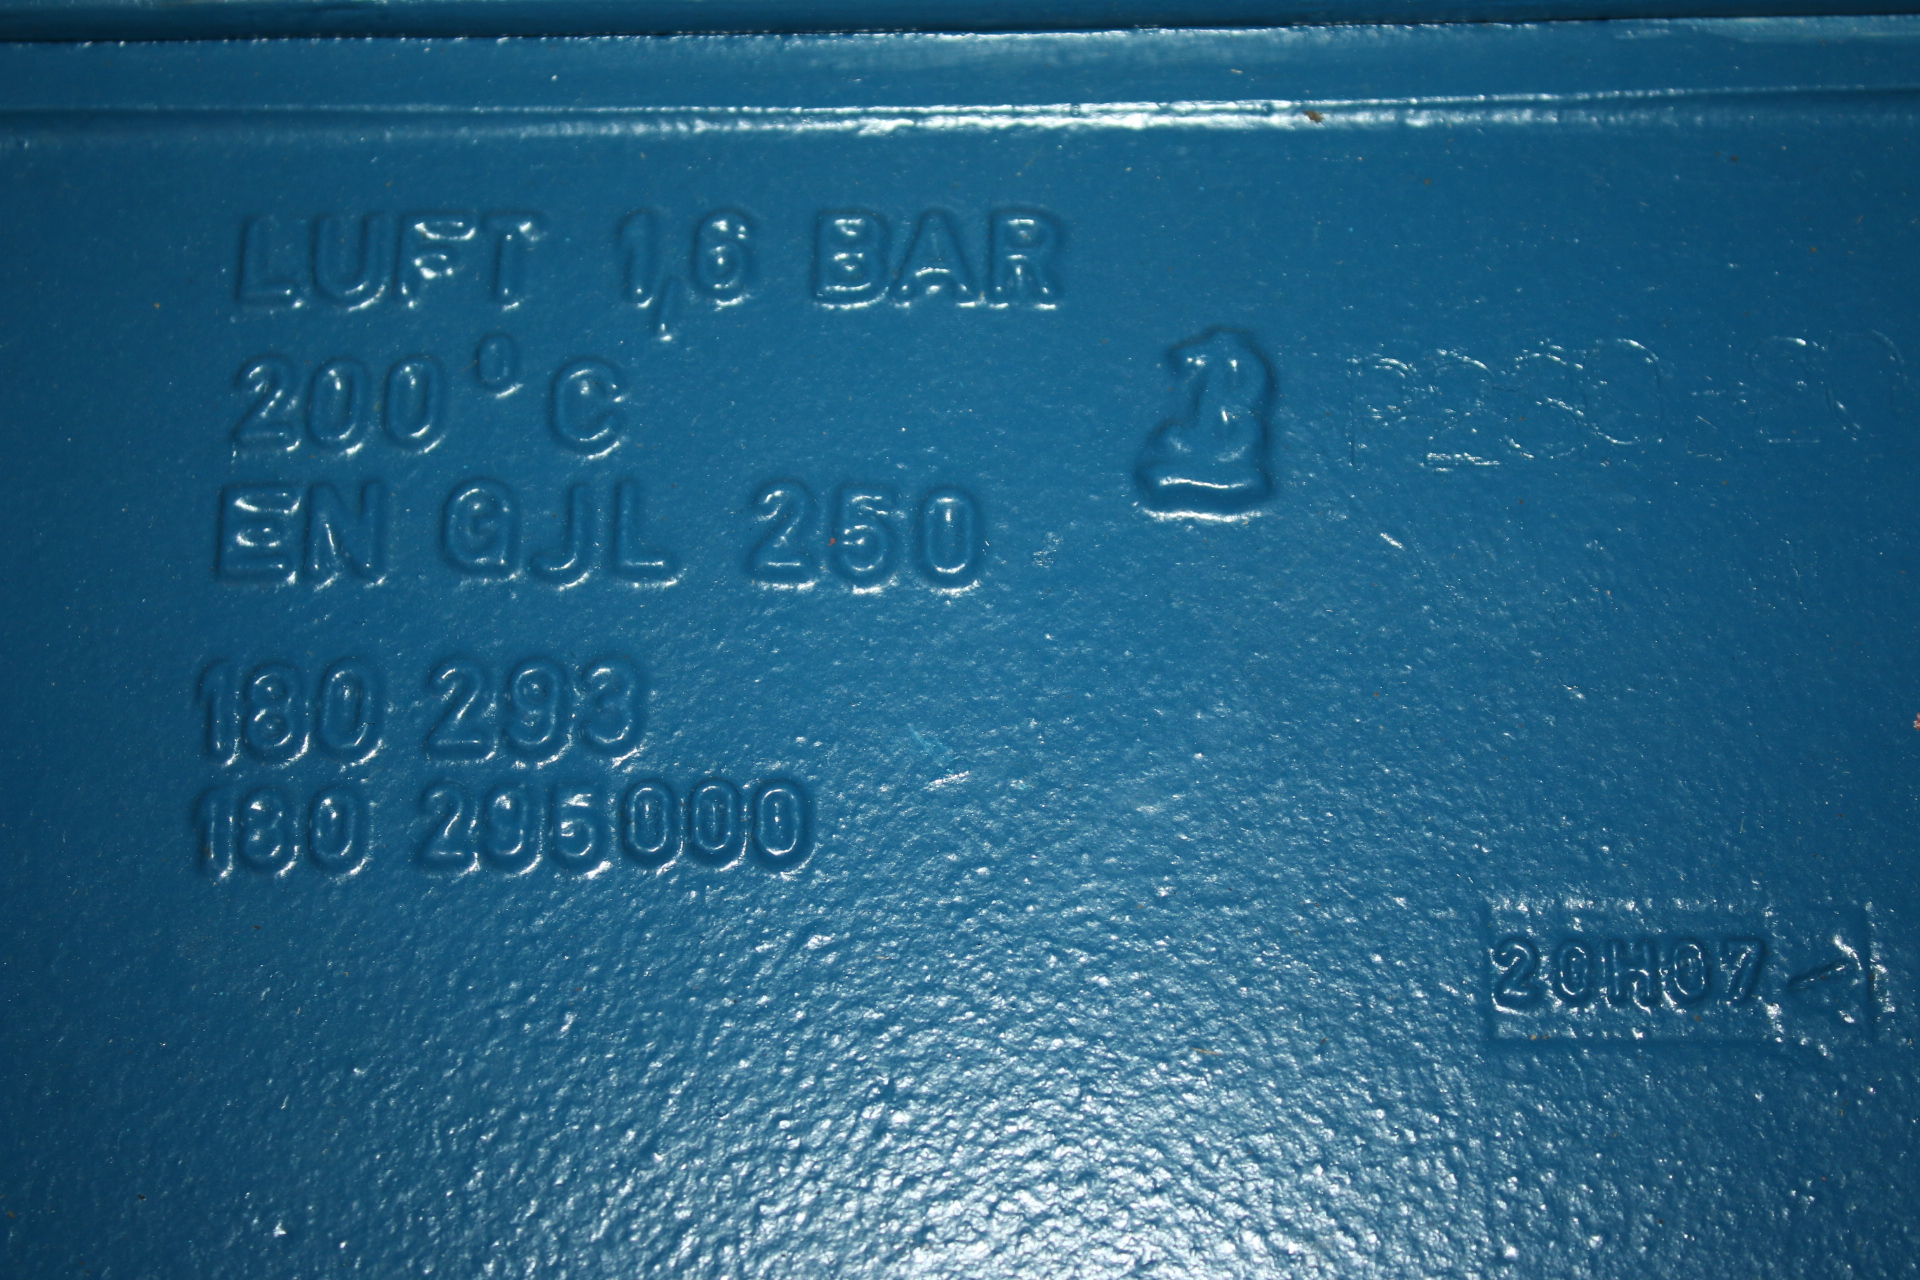 LUFT 1,6 BAR
200°C
EN GJL 250
180 293
180 295000
20H07